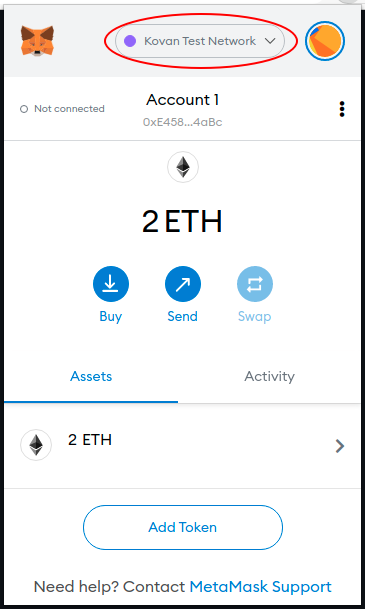 Kovan Test Network
Not connected
Account 1
0xE458...4aBc
2 ETH
Buy
Send
Swap
Assets
Activity
2 ETH
Add Token
Need help? Contact MetaMask Support